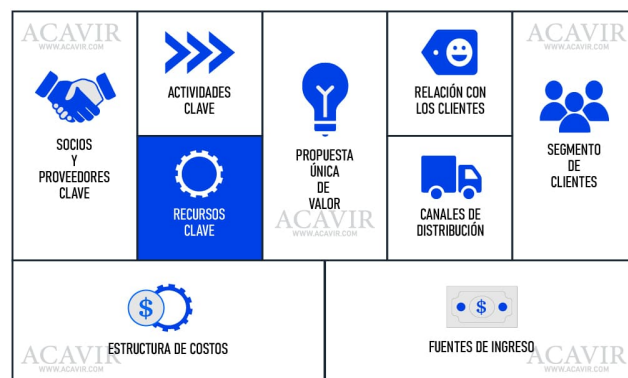 ACAVIR
WWW.ACAVIR.COM
SOCIOS
Y
PROVEEDORES
CLAVE
ACTIVIDADES
CLAVE
RECURSOS
CLAVE
PROPUESTA
ÚNICA
DE
VALOR
ACAVIR
WWW.ACAVIR.COM
RELACIÓN CON
LOS CLIENTES
CANALES DE
DISTRIBUCIÓN
ACAVIR
WWW.ACAVIR.COM
SEGMENTO
DE
CLIENTES
$
ESTRUCTURA DE COSTOS
ACAVIR
WWW.ACAVIR.COM
$
FUENTES DE INGRESO
ACAVIR
WWW.ACAVIR.COM